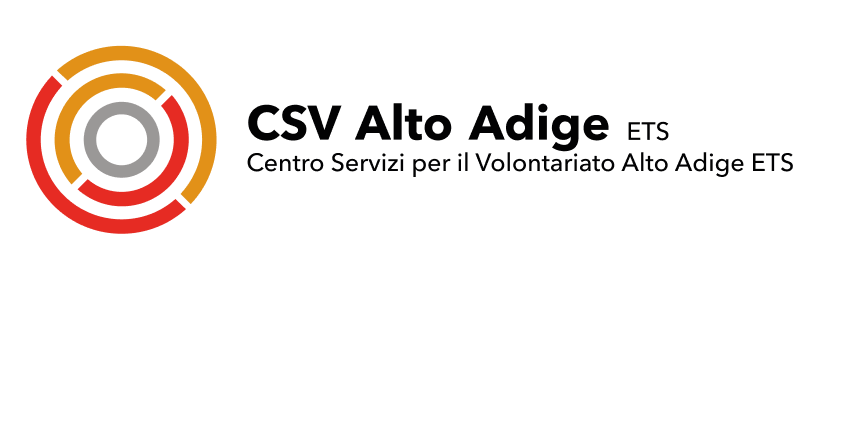 CSV Alto Adige ETS
Centro Servizi per il Volontariato Alto Adige ETS